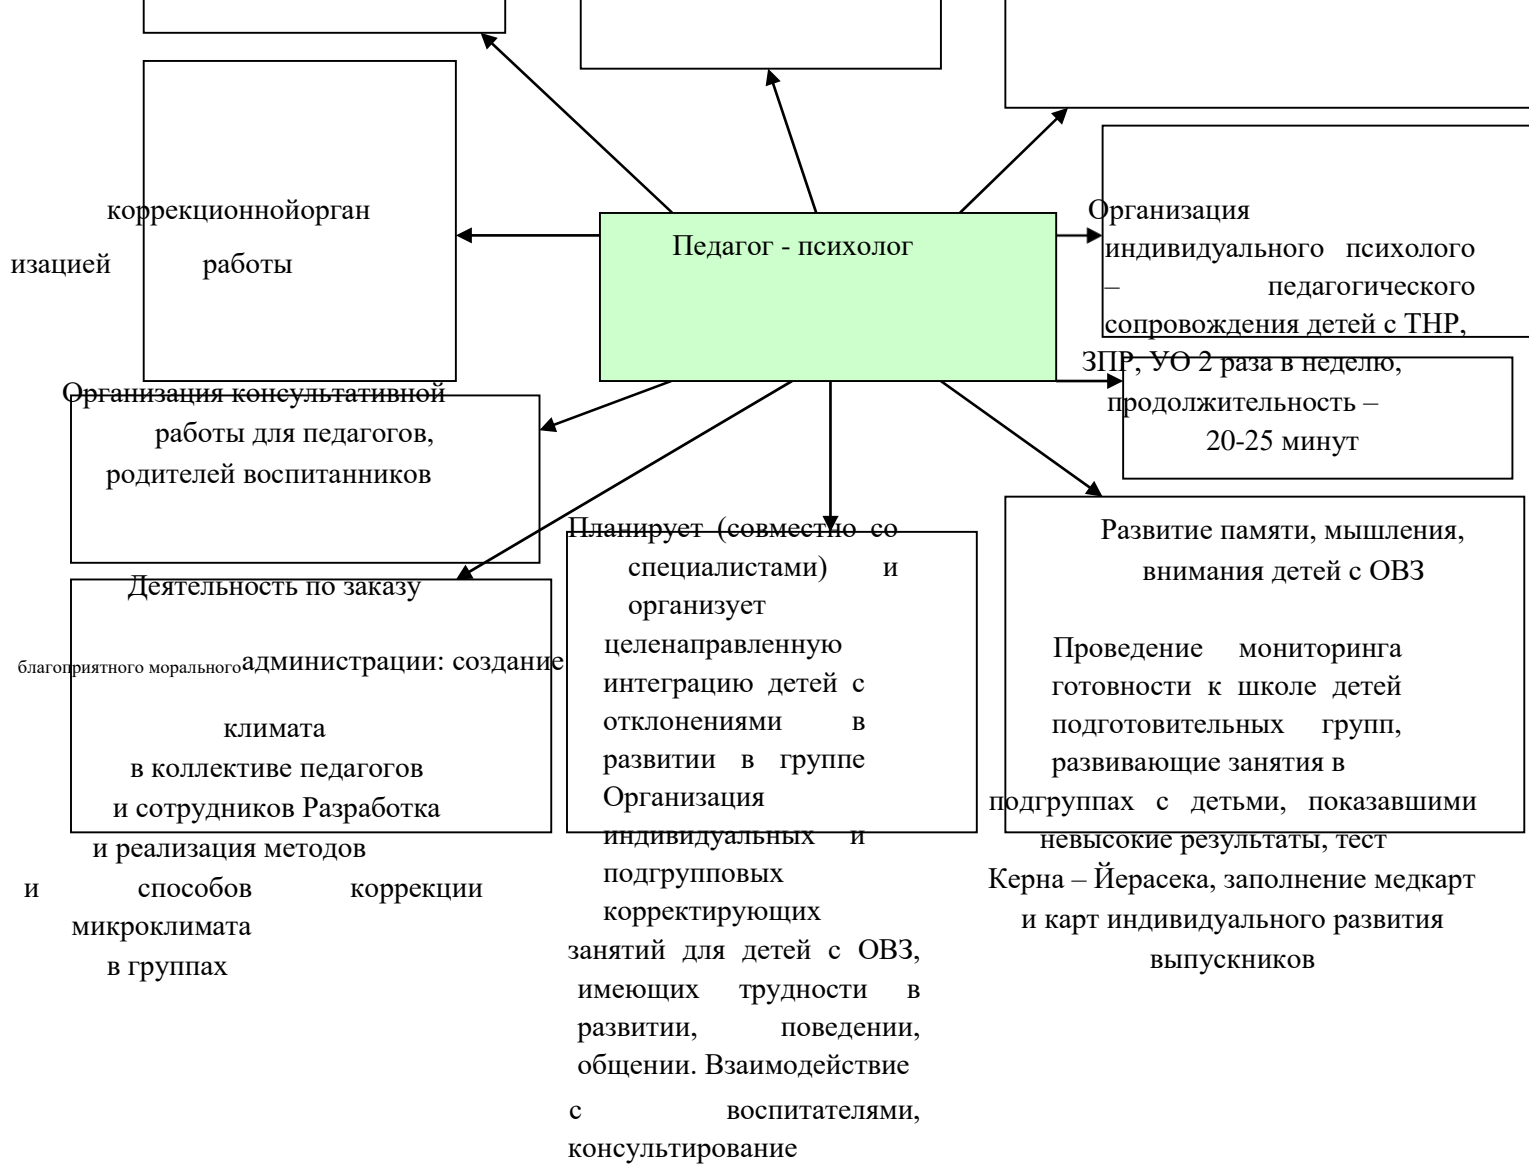 коррекционнойорган
изацией работы
Педагог - психолог
Организация
индивидуального психолого
– педагогического
сопровождения детей с ТНР,
ЗПР, УО 2 раза в неделю,
продолжительность –
20-25 минут
Организация консультативной
работы для педагогов,
родителей воспитанников
Деятельность по заказу
благоприятного моральногоадминистрации: создание
климата
в коллективе педагогов
и сотрудников Разработка
и реализация методов
и способов коррекции
микроклимата
в группах
Планирует (совместно со
специалистами) и
организует
целенаправленную
интеграцию детей с
отклонениями в
развитии в группе
Организация
индивидуальных и
подгрупповых
корректирующих
занятий для детей с ОВЗ,
имеющих трудности в
развитии, поведении,
общении. Взаимодействие
с воспитателями,
консультирование
Развитие памяти, мышления,
внимания детей с ОВЗ
Проведение мониторинга
готовности к школе детей
подготовительных групп,
развивающие занятия в
подгруппах с детьми, показавшими
невысокие результаты, тест
Керна – Йерасека, заполнение медкарт
и карт индивидуального развития
выпускников